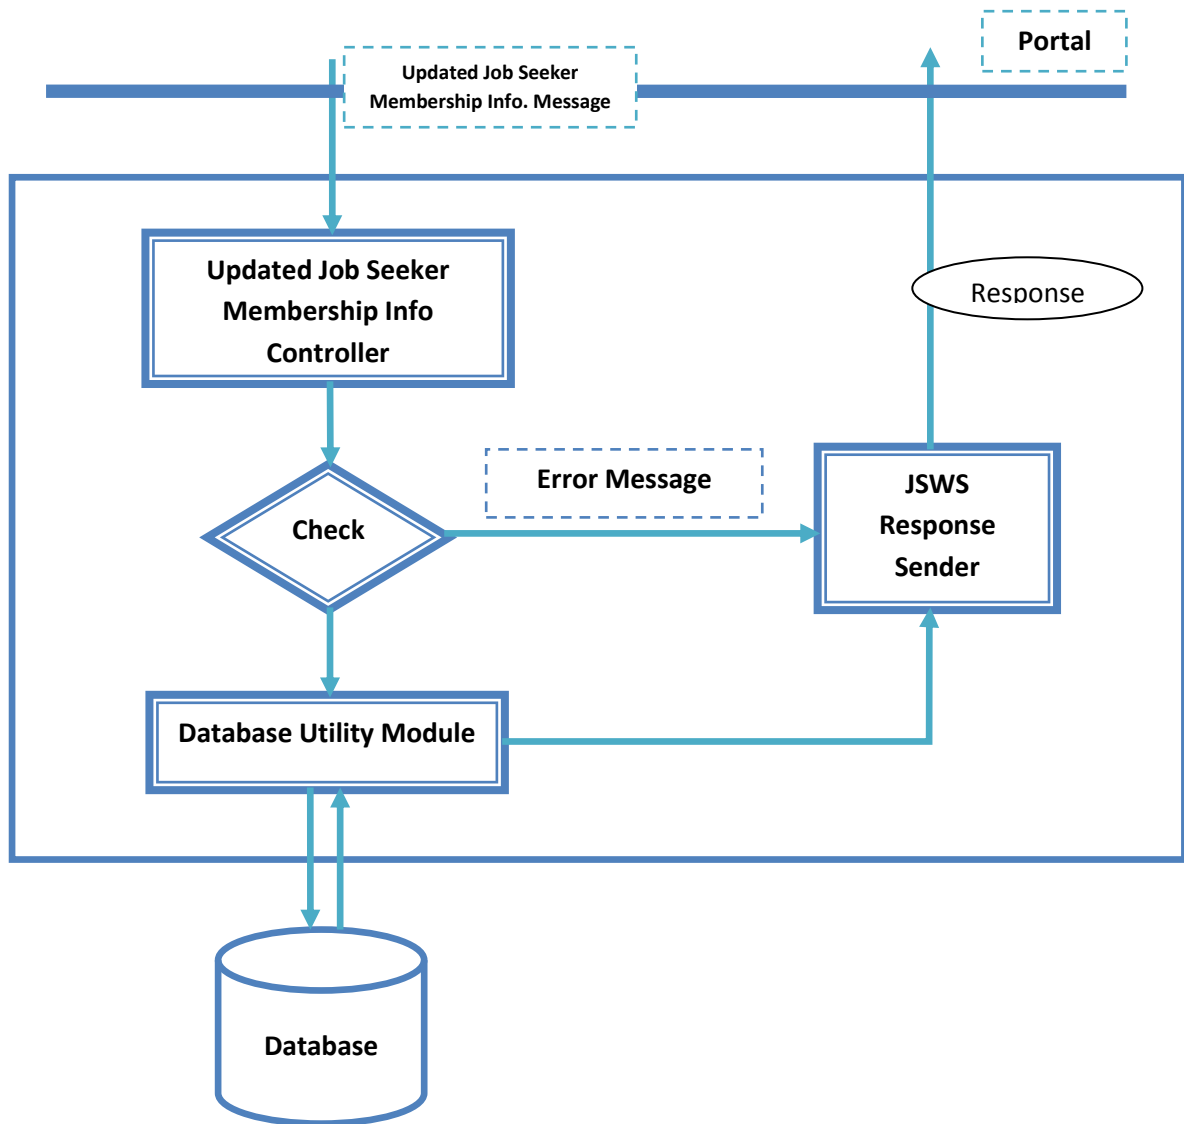 Portal
Updated Job Seeker
Membership Info. Message
Updated Job Seeker
Membership Info
Controller
Response
Error Message
JSWS
Response
Sender
Check
Database Utility Module
Database